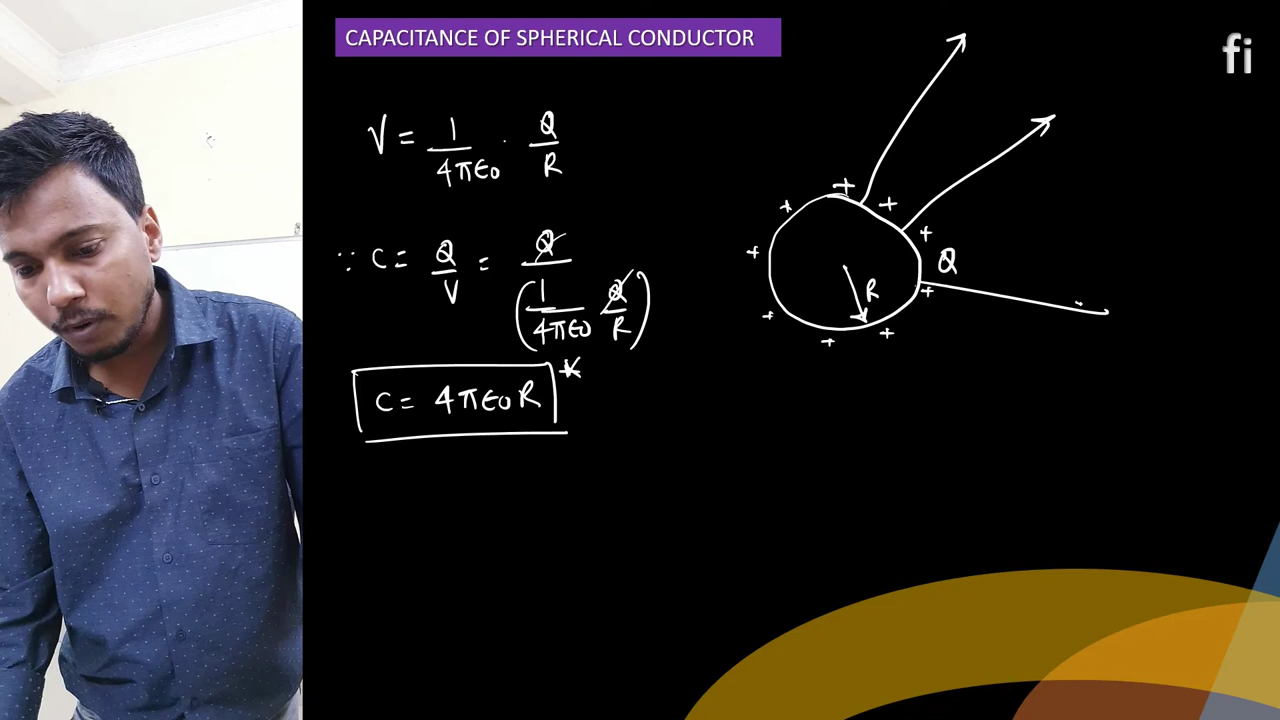 CAPACITANCE OF SPHERICAL CONDUCTOR
fi
V = 1/4πε0 · Q/R
∵ C = Q/V = Q/(1/4πε0 Q/R)
C = 4πε0R *
Q
R